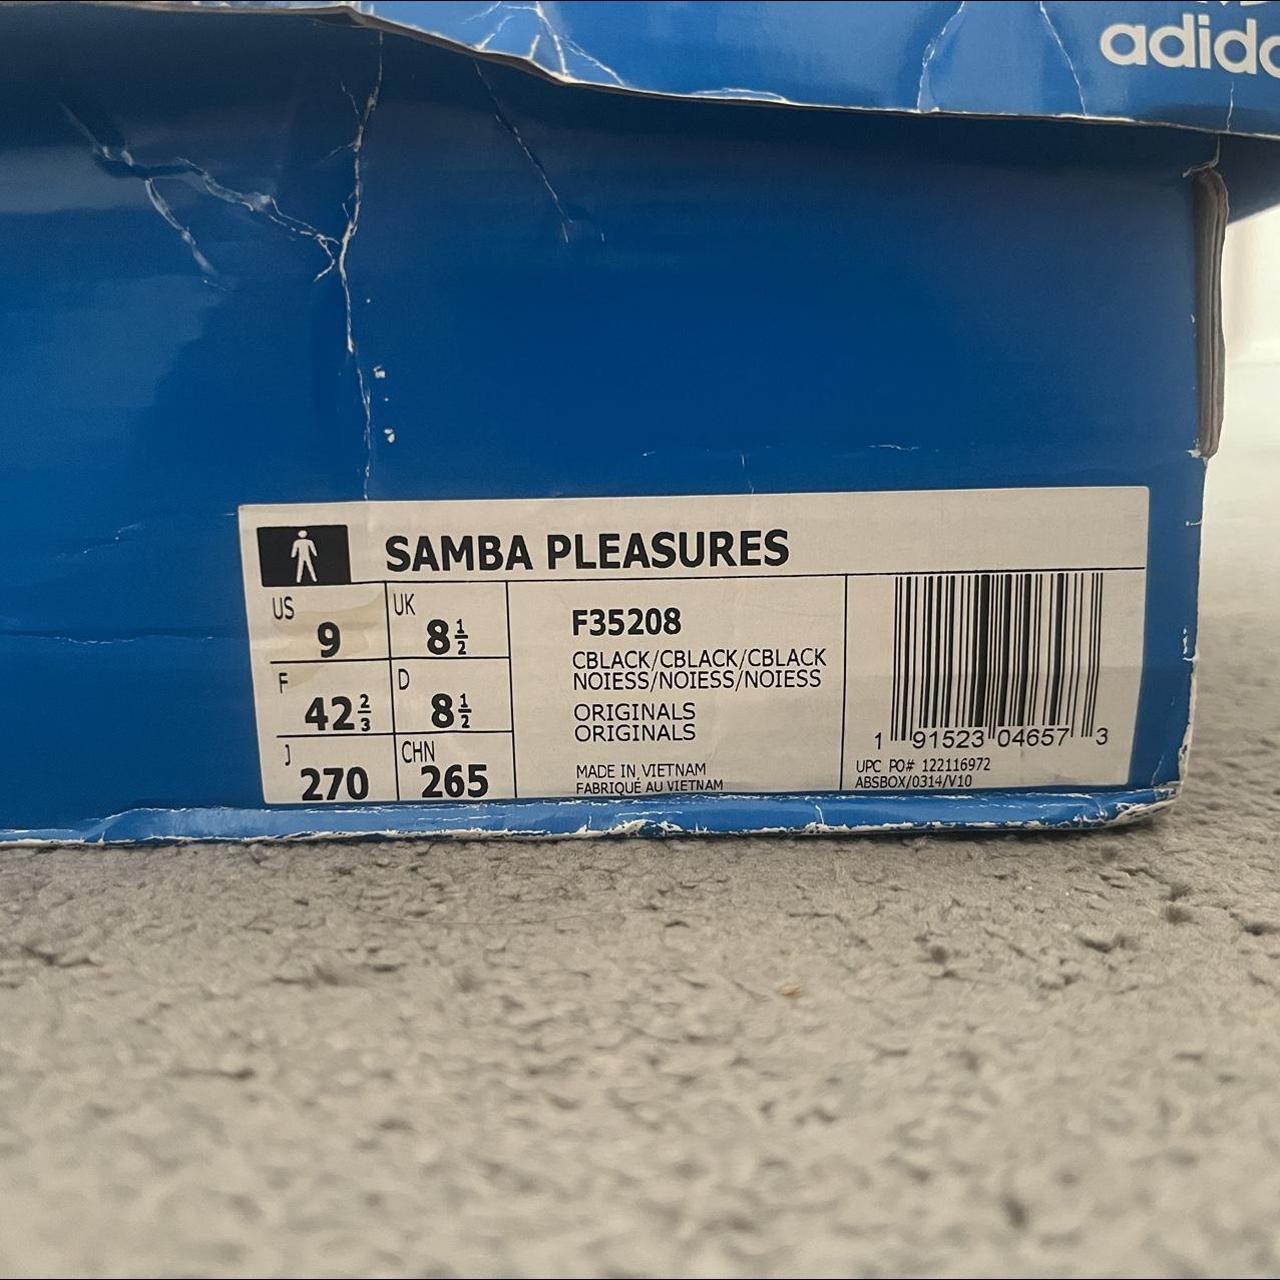 adida
SAMBA PLEASURES
US 9
UK 8½
F 42⅔
D 8½
J 270
CHN 265
F35208
CBLACK/CBLACK/CBLACK
NOIESS/NOIESS/NOIESS
ORIGINALS
ORIGINALS
MADE IN VIETNAM
FABRIQUÉ AU VIETNAM
1 91523 04657 3
UPC PO# 122116972
ABSBOX/0314/V10